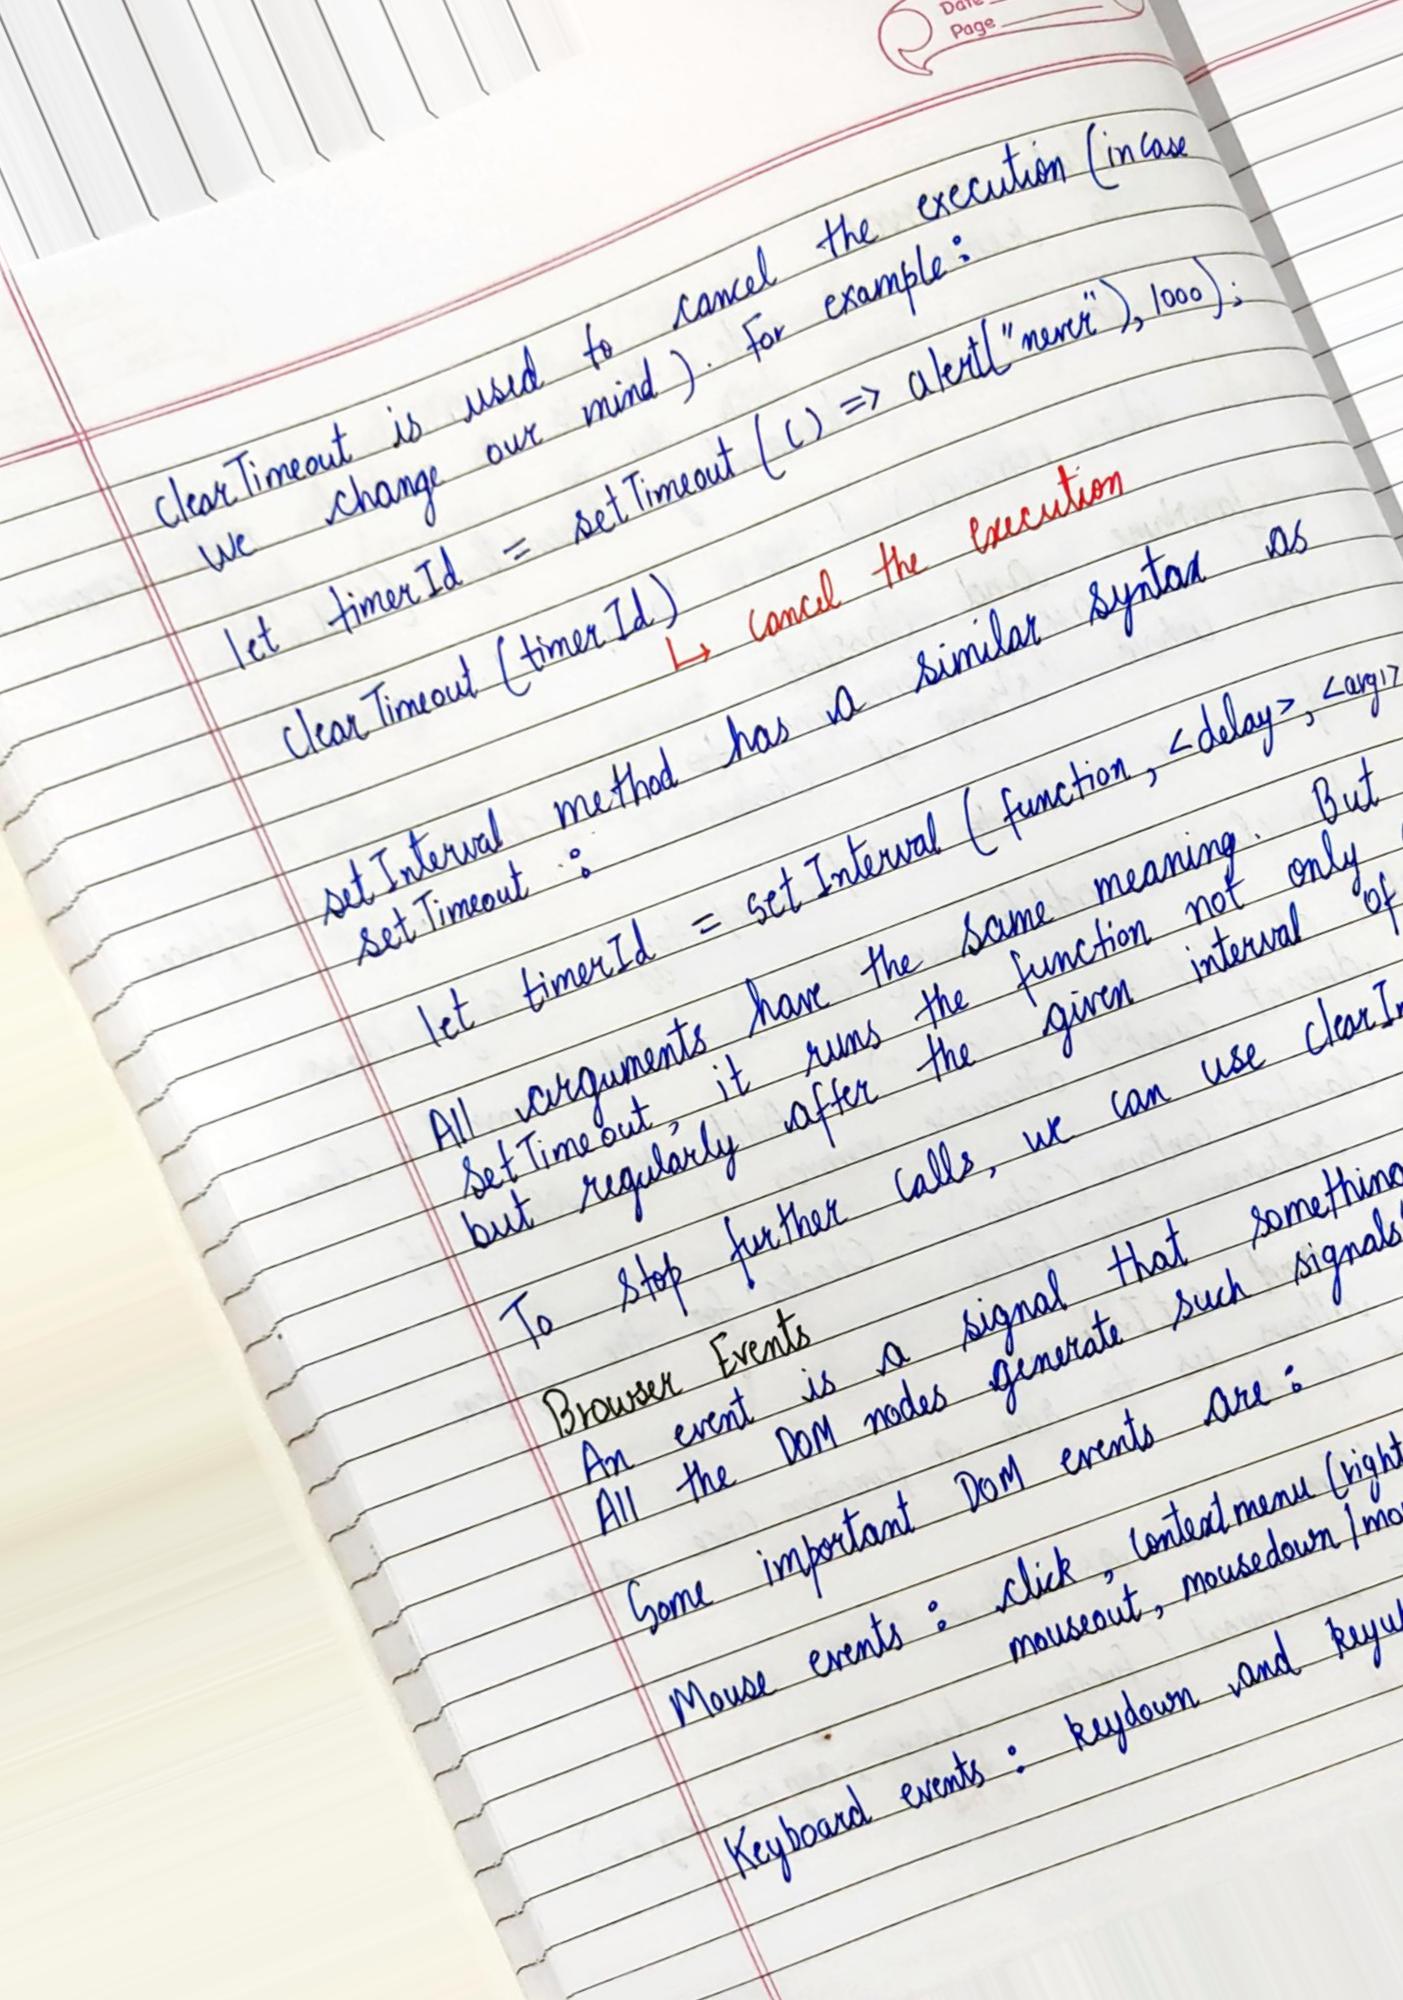 Date
Page
clearTimeout is used to cancel the execution (incase
we change our mind). For example:
let timerId = setTimeout(() => alert("never"), 1000);
clearTimeout(timerId)
↳ cancel the execution
setInterval method has a similar syntax as
setTimeout :
let timerId = setInterval (function, <delay>, <arg1>
All arguments have the same meaning. But
setTimeout, it runs the function not only
but regularly after the given interval of
To stop further calls, we can use clearIn
Browser Events
An event is a signal that something
All the DOM nodes generate such signals
Some important DOM events are :
Mouse events : click, contextmenu (right
mouseout, mousedown/mo
Keyboard events : keydown and keyu